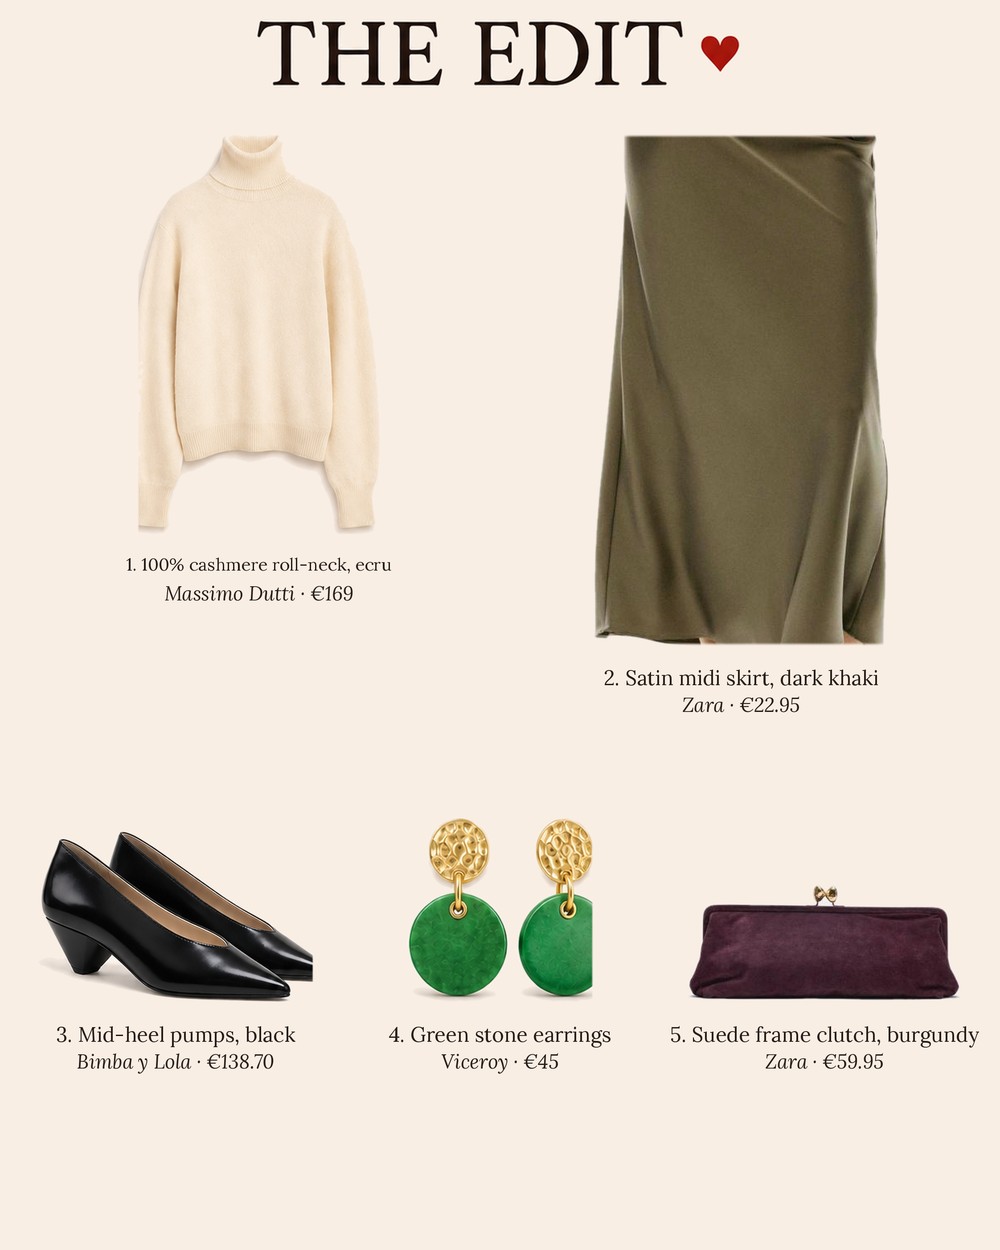 THE EDIT
1. 100% cashmere roll-neck, ecru
Massimo Dutti · €169
2. Satin midi skirt, dark khaki
Zara · €22.95
3. Mid-heel pumps, black
Bimba y Lola · €138.70
4. Green stone earrings
Viceroy · €45
5. Suede frame clutch, burgundy
Zara · €59.95